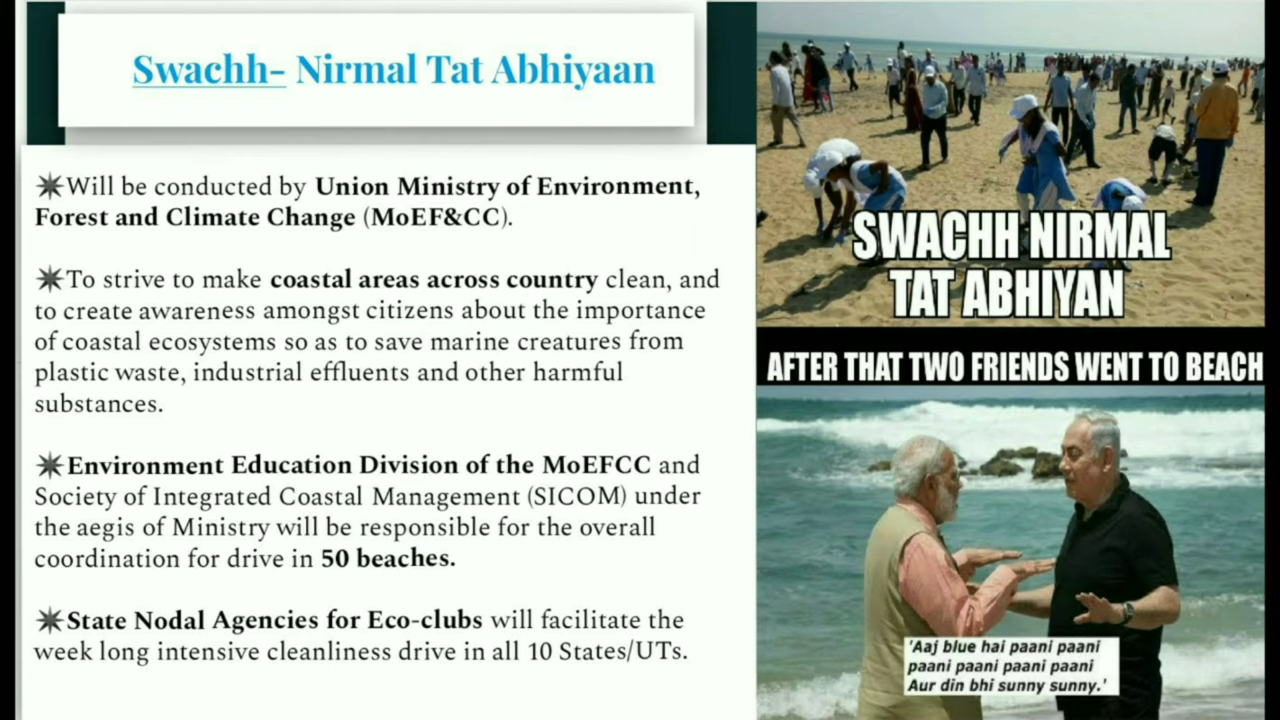 Swachh- Nirmal Tat Abhiyaan
✷Will be conducted by Union Ministry of Environment,
Forest and Climate Change (MoEF&CC).
✷To strive to make coastal areas across country clean, and
to create awareness amongst citizens about the importance
of coastal ecosystems so as to save marine creatures from
plastic waste, industrial effluents and other harmful
substances.
✷Environment Education Division of the MoEFCC and
Society of Integrated Coastal Management (SICOM) under
the aegis of Ministry will be responsible for the overall
coordination for drive in 50 beaches.
✷State Nodal Agencies for Eco-clubs will facilitate the
week long intensive cleanliness drive in all 10 States/UTs.
SWACHH NIRMAL
TAT ABHIYAN
AFTER THAT TWO FRIENDS WENT TO BEACH
'Aaj blue hai paani paani
paani paani paani paani
Aur din bhi sunny sunny.'